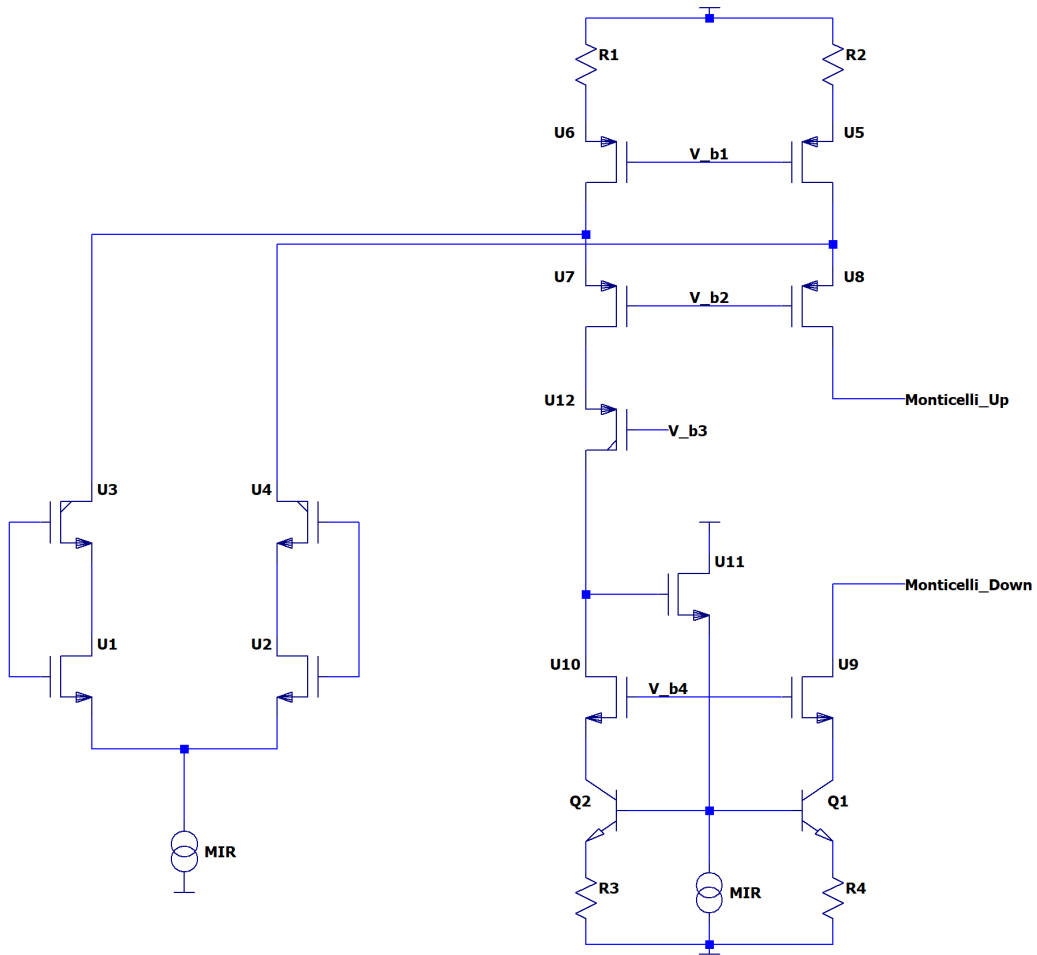 R1
R2
U6
U5
V_b1
U7
U8
V_b2
U12
Monticelli_Up
V_b3
U3
U4
U11
Monticelli_Down
U1
U2
U10
U9
V_b4
Q2
Q1
MIR
R3
MIR
R4